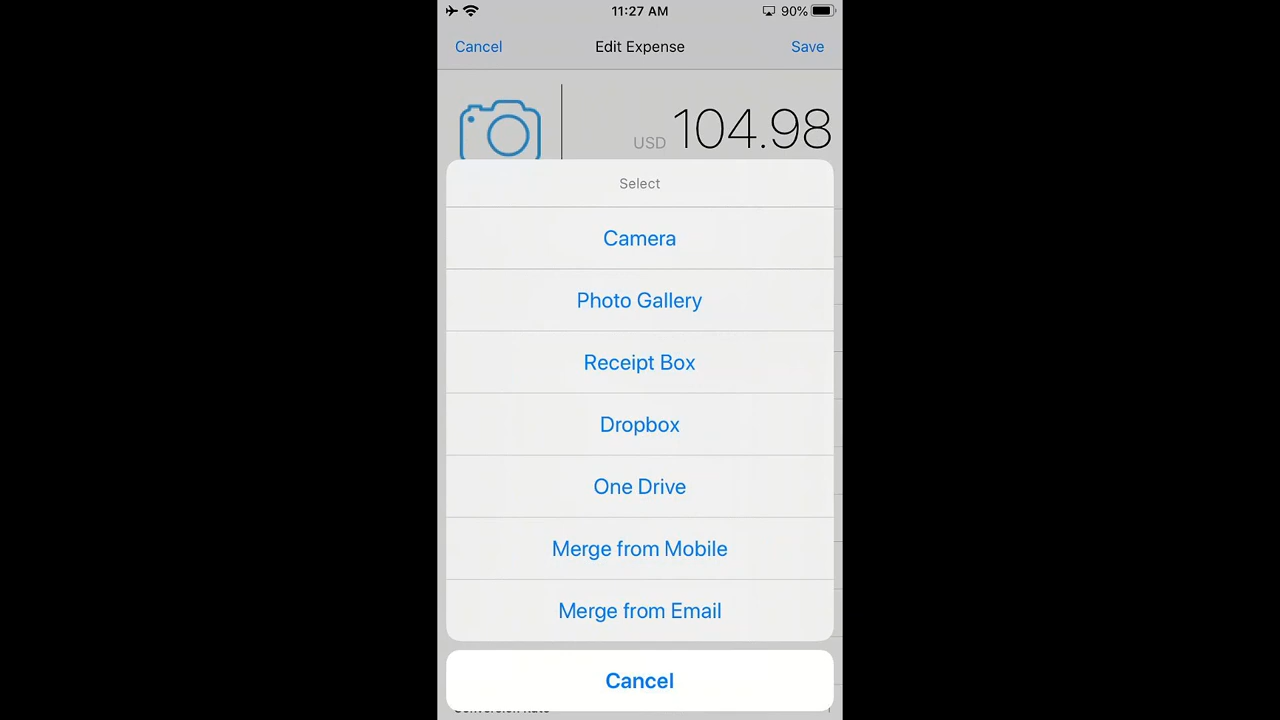 11:27 AM
90%
Cancel
Edit Expense
Save
USD 104.98
Select
Camera
Photo Gallery
Receipt Box
Dropbox
One Drive
Merge from Mobile
Merge from Email
Cancel